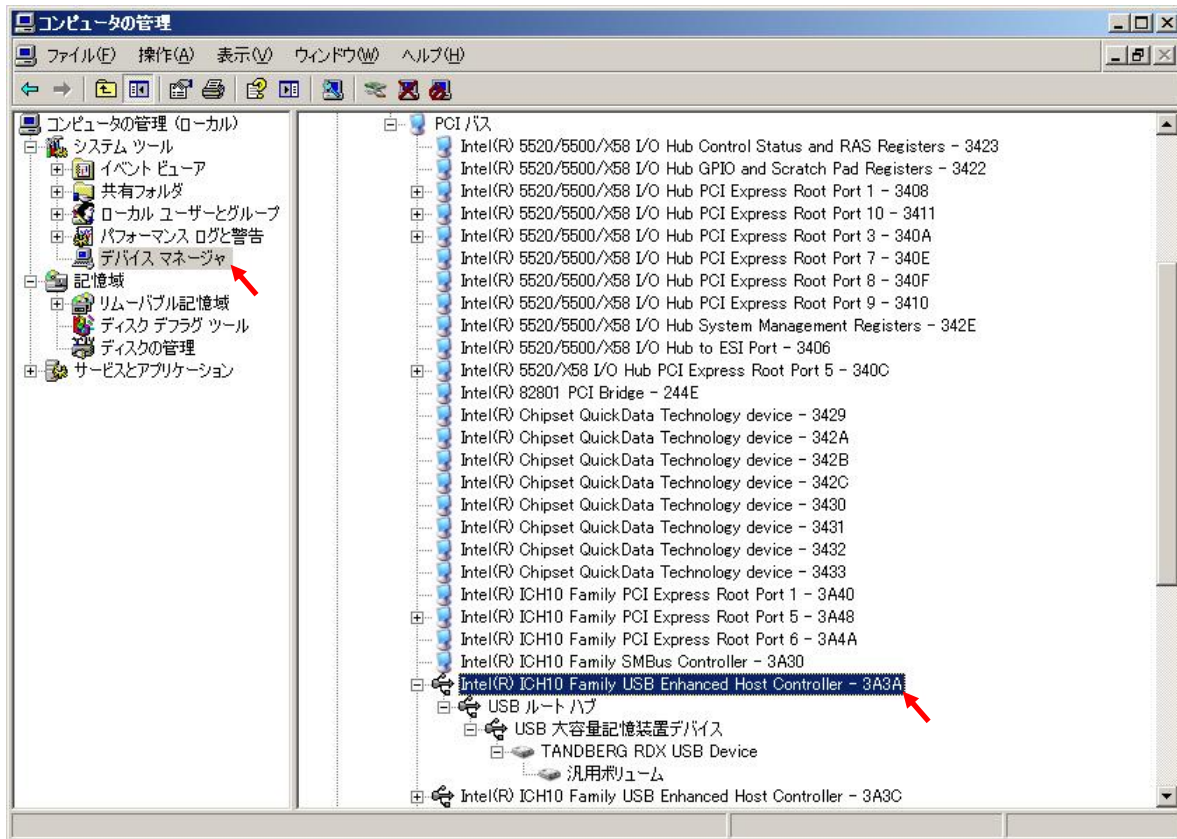 コンピュータの管理
ファイル(F) 操作(A) 表示(V) ウィンドウ(W) ヘルプ(H)
コンピュータの管理 (ローカル)
システム ツール
イベント ビューア
共有フォルダ
ローカル ユーザーとグループ
パフォーマンス ログと警告
デバイス マネージャ
記憶域
リムーバブル記憶域
ディスク デフラグ ツール
ディスクの管理
サービスとアプリケーション
PCI バス
Intel(R) 5520/5500/X58 I/O Hub Control Status and RAS Registers - 3423
Intel(R) 5520/5500/X58 I/O Hub GPIO and Scratch Pad Registers - 3422
Intel(R) 5520/5500/X58 I/O Hub PCI Express Root Port 1 - 3408
Intel(R) 5520/5500/X58 I/O Hub PCI Express Root Port 10 - 3411
Intel(R) 5520/5500/X58 I/O Hub PCI Express Root Port 3 - 340A
Intel(R) 5520/5500/X58 I/O Hub PCI Express Root Port 7 - 340E
Intel(R) 5520/5500/X58 I/O Hub PCI Express Root Port 8 - 340F
Intel(R) 5520/5500/X58 I/O Hub PCI Express Root Port 9 - 3410
Intel(R) 5520/5500/X58 I/O Hub System Management Registers - 342E
Intel(R) 5520/5500/X58 I/O Hub to ESI Port - 3406
Intel(R) 5520/X58 I/O Hub PCI Express Root Port 5 - 340C
Intel(R) 82801 PCI Bridge - 244E
Intel(R) Chipset QuickData Technology device - 3429
Intel(R) Chipset QuickData Technology device - 342A
Intel(R) Chipset QuickData Technology device - 342B
Intel(R) Chipset QuickData Technology device - 342C
Intel(R) Chipset QuickData Technology device - 3430
Intel(R) Chipset QuickData Technology device - 3431
Intel(R) Chipset QuickData Technology device - 3432
Intel(R) Chipset QuickData Technology device - 3433
Intel(R) ICH10 Family PCI Express Root Port 1 - 3A40
Intel(R) ICH10 Family PCI Express Root Port 5 - 3A48
Intel(R) ICH10 Family PCI Express Root Port 6 - 3A4A
Intel(R) ICH10 Family SMBus Controller - 3A30
Intel(R) ICH10 Family USB Enhanced Host Controller - 3A3A
USB ルート ハブ
USB 大容量記憶装置デバイス
TANDBERG RDX USB Device
汎用ボリューム
Intel(R) ICH10 Family USB Enhanced Host Controller - 3A3C